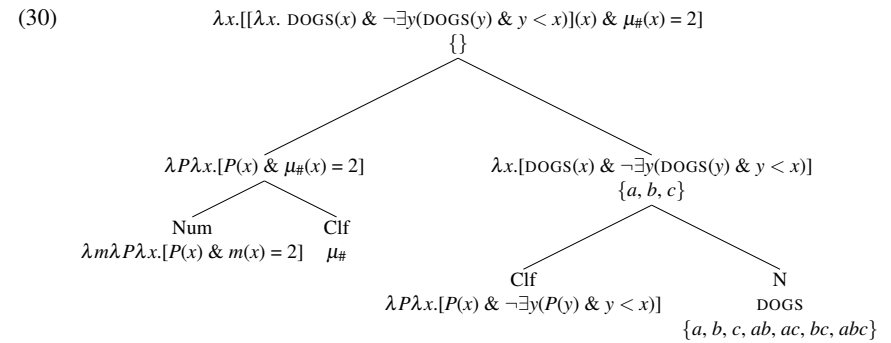 (30) λx.[[λx. DOGS(x) & ¬∃y(DOGS(y) & y < x)](x) & μ#(x) = 2]
{}
λPλx.[P(x) & μ#(x) = 2] λx.[DOGS(x) & ¬∃y(DOGS(y) & y < x)]
{a, b, c}
Num Clf
λmλPλx.[P(x) & m(x) = 2] μ#
Clf N
λPλx.[P(x) & ¬∃y(P(y) & y < x)] DOGS
{a, b, c, ab, ac, bc, abc}